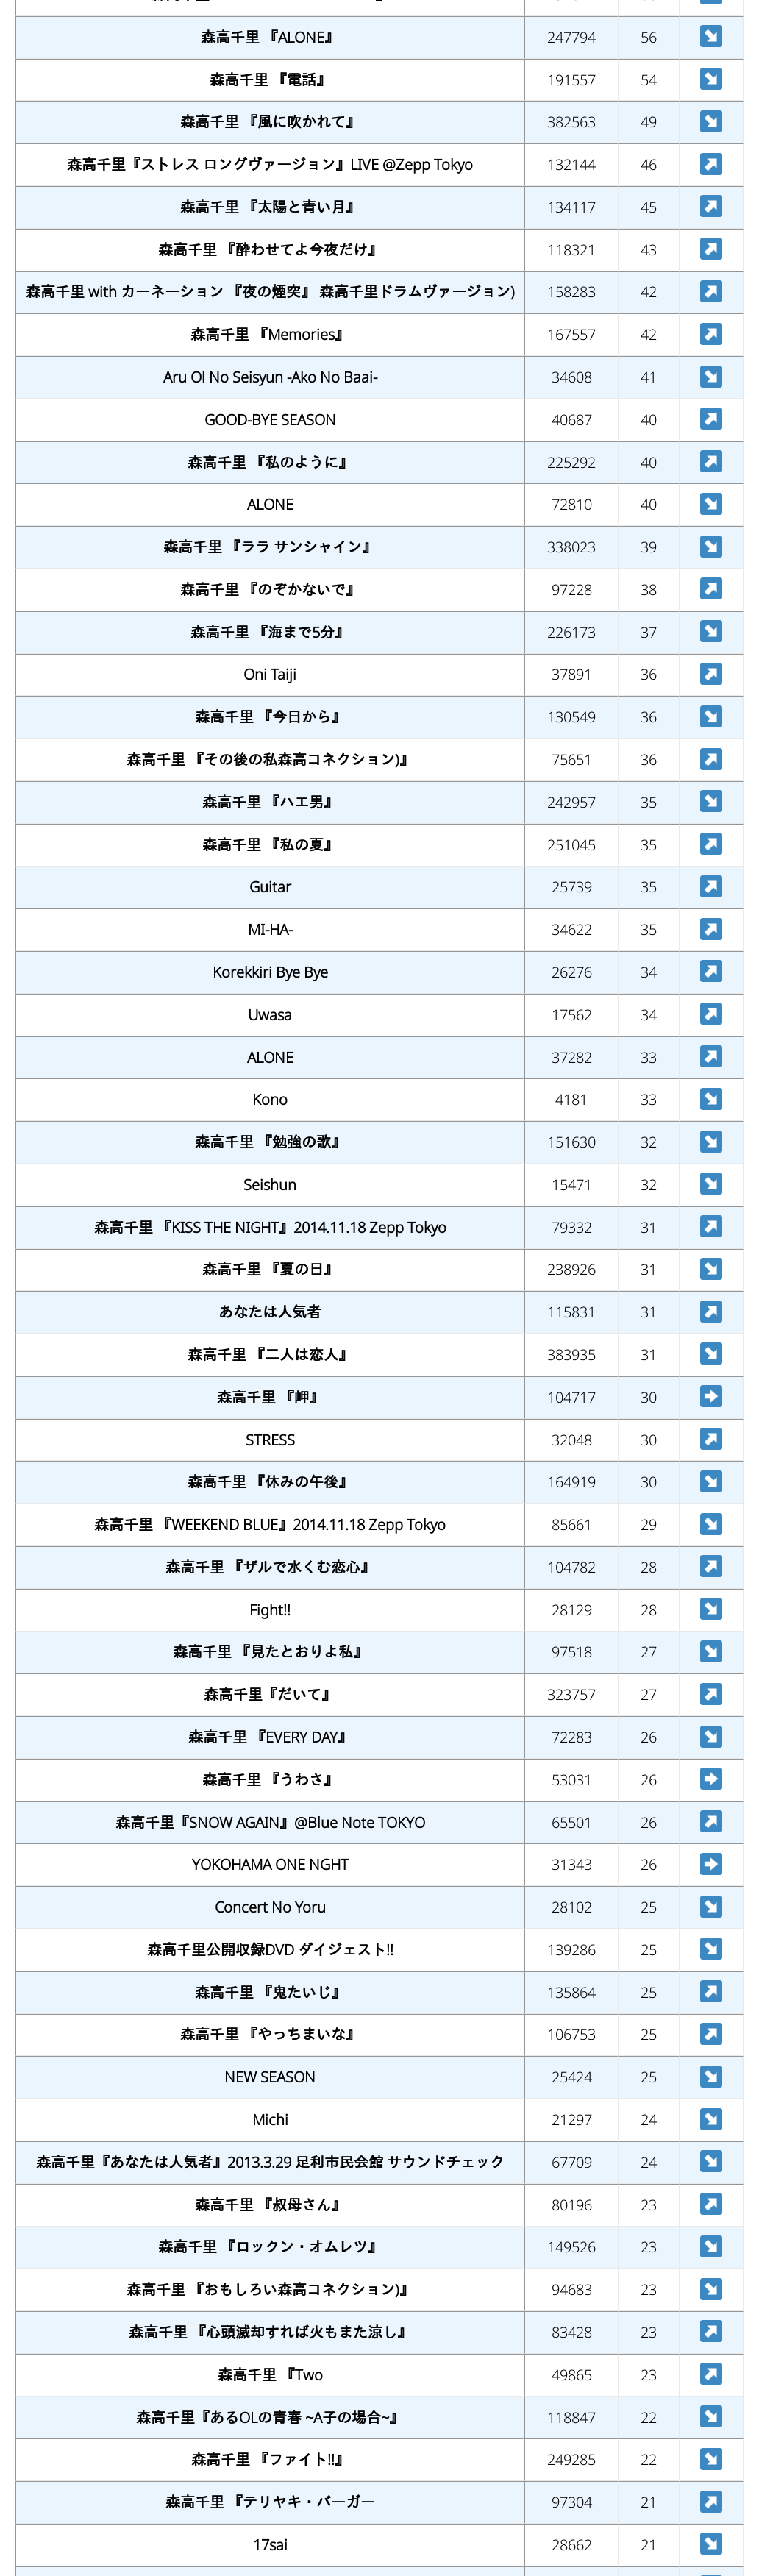 森高千里 『ALONE』 247794 56 ↘
森高千里 『電話』 191557 54 ↘
森高千里 『風に吹かれて』 382563 49 ↘
森高千里『ストレス ロングヴァージョン』LIVE @Zepp Tokyo 132144 46 ↗
森高千里 『太陽と青い月』 134117 45 ↗
森高千里 『酔わせてよ今夜だけ』 118321 43 ↗
森高千里 with カーネーション 『夜の煙突』 森高千里ドラムヴァージョン) 158283 42 ↗
森高千里 『Memories』 167557 42 ↗
Aru Ol No Seisyun -Ako No Baai- 34608 41 ↘
GOOD-BYE SEASON 40687 40 ↗
森高千里 『私のように』 225292 40 ↗
ALONE 72810 40 ↘
森高千里 『ララ サンシャイン』 338023 39 ↘
森高千里 『のぞかないで』 97228 38 ↗
森高千里 『海まで5分』 226173 37 ↘
Oni Taiji 37891 36 ↗
森高千里 『今日から』 130549 36 ↘
森高千里 『その後の私森高コネクション)』 75651 36 ↗
森高千里 『ハエ男』 242957 35 ↘
森高千里 『私の夏』 251045 35 ↗
Guitar 25739 35 ↗
MI-HA- 34622 35 ↗
Korekkiri Bye Bye 26276 34 ↗
Uwasa 17562 34 ↗
ALONE 37282 33 ↗
Kono 4181 33 ↘
森高千里 『勉強の歌』 151630 32 ↘
Seishun 15471 32 ↘
森高千里 『KISS THE NIGHT』2014.11.18 Zepp Tokyo 79332 31 ↗
森高千里 『夏の日』 238926 31 ↘
あなたは人気者 115831 31 ↗
森高千里 『二人は恋人』 383935 31 ↘
森高千里 『岬』 104717 30 ➡
STRESS 32048 30 ↗
森高千里 『休みの午後』 164919 30 ↘
森高千里 『WEEKEND BLUE』2014.11.18 Zepp Tokyo 85661 29 ↘
森高千里 『ザルで水くむ恋心』 104782 28 ↗
Fight!! 28129 28 ↘
森高千里 『見たとおりよ私』 97518 27 ↘
森高千里『だいて』 323757 27 ↗
森高千里 『EVERY DAY』 72283 26 ↘
森高千里 『うわさ』 53031 26 ➡
森高千里『SNOW AGAIN』@Blue Note TOKYO 65501 26 ↗
YOKOHAMA ONE NGHT 31343 26 ➡
Concert No Yoru 28102 25 ↘
森高千里公開収録DVD ダイジェスト!! 139286 25 ↘
森高千里 『鬼たいじ』 135864 25 ↗
森高千里 『やっちまいな』 106753 25 ↗
NEW SEASON 25424 25 ↘
Michi 21297 24 ↘
森高千里『あなたは人気者』2013.3.29 足利市民会館 サウンドチェック 67709 24 ↘
森高千里 『叔母さん』 80196 23 ↗
森高千里 『ロックン・オムレツ』 149526 23 ↘
森高千里 『おもしろい森高コネクション)』 94683 23 ↘
森高千里 『心頭滅却すれば火もまた涼し』 83428 23 ↗
森高千里 『Two 49865 23 ↗
森高千里『あるOLの青春 ~A子の場合~』 118847 22 ↘
森高千里 『ファイト!!』 249285 22 ↘
森高千里 『テリヤキ・バーガー 97304 21 ↗
17sai 28662 21 ↘